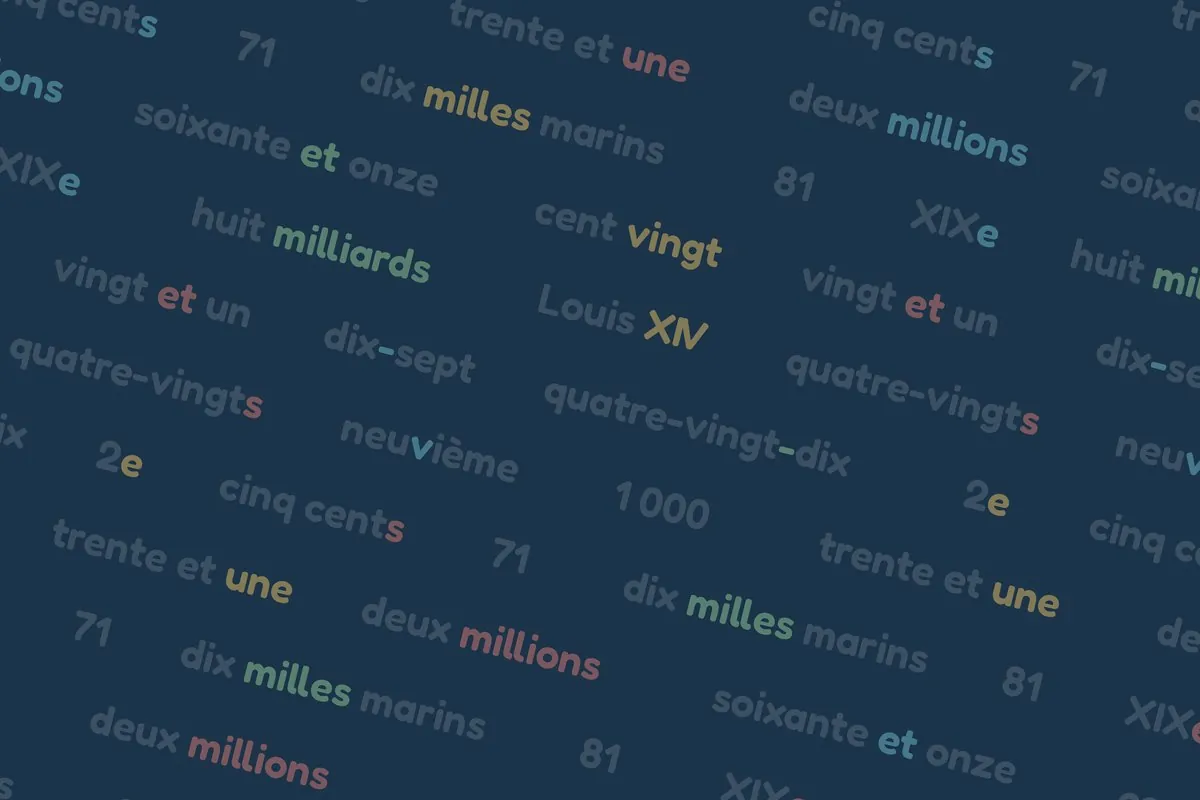 cinq cents
trente et une
cinq cents
71
71
dix milles marins
deux millions
soixante et onze
81
XIXe
XIXe
huit milliards
cent vingt
huit
vingt et un
vingt et un
Louis XIV
dix-sept
quatre-vingts
quatre-vingts
quatre-vingt-dix
neuvième
2e
2e
cinq cents
1 000
71
trente et une
trente et une
dix milles marins
deux millions
71
81
dix milles marins
soixante et onze
deux millions
81